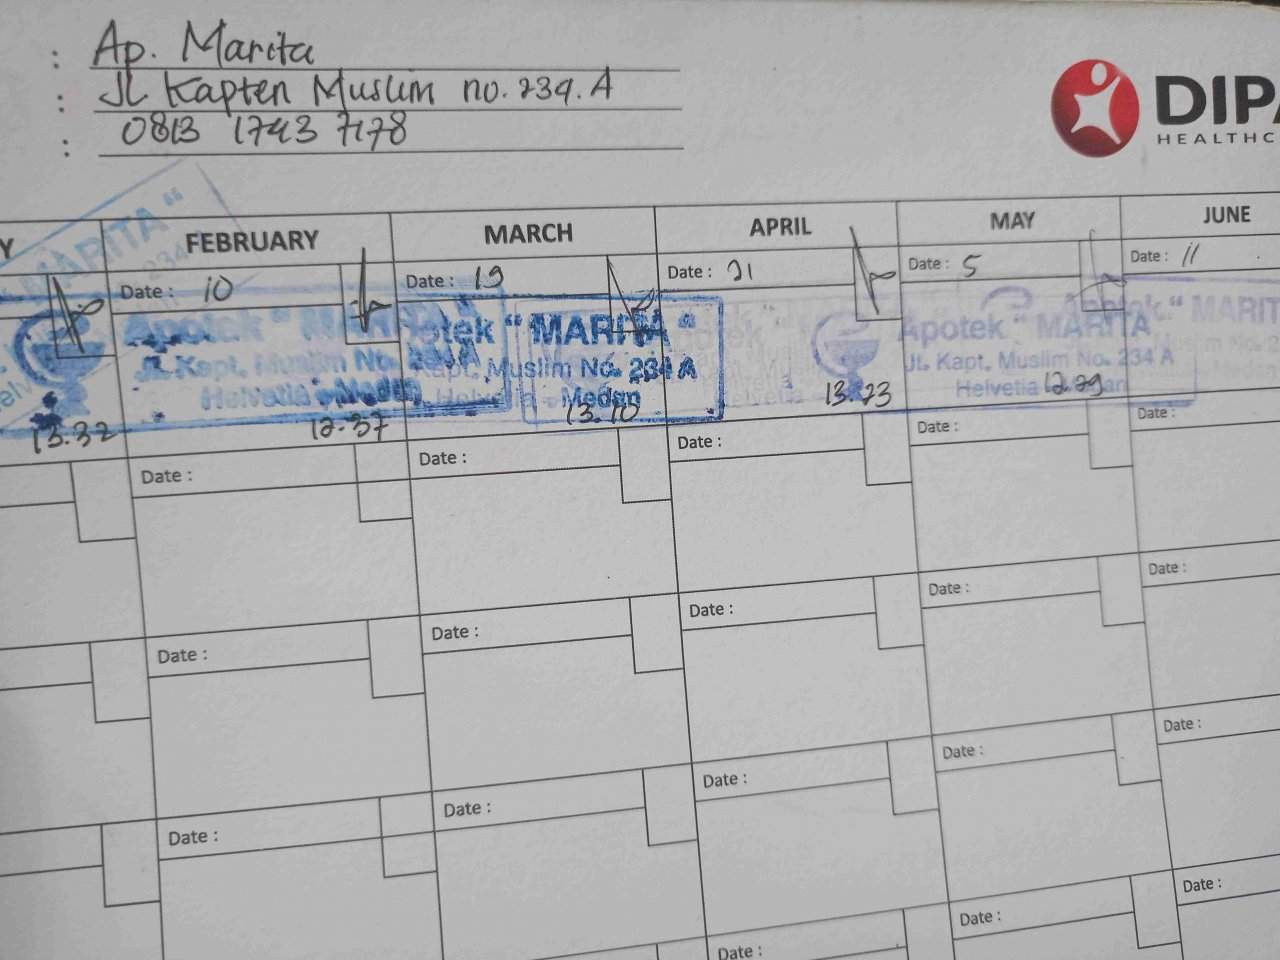 : Ap. Marita
: JL Kapten Muslim no. 234. A
: 0813 1743 7178
DIPA
HEALTHC
MARITA "
Y FEBRUARY MARCH APRIL MAY JUNE
Date : 10 Date : 19 Date : 21 Date : 5 Date : 11
Apotek " MARITA "
Jl. Kapt. Muslim No. 234 A
Helvetia - Medan
otek " MARITA "
Kapt. Muslim No. 234 A
Medan
Apotek " MARITA
Jl. Kapt. Muslim No. 234 A
Helvetia
13.32 12.37 13.10 13.23 12.29
Date : Date : Date : Date : Date :
Date : Date : Date : Date : Date :
Date : Date : Date : Date : Date :
Date : Date : Date : Date : Date :